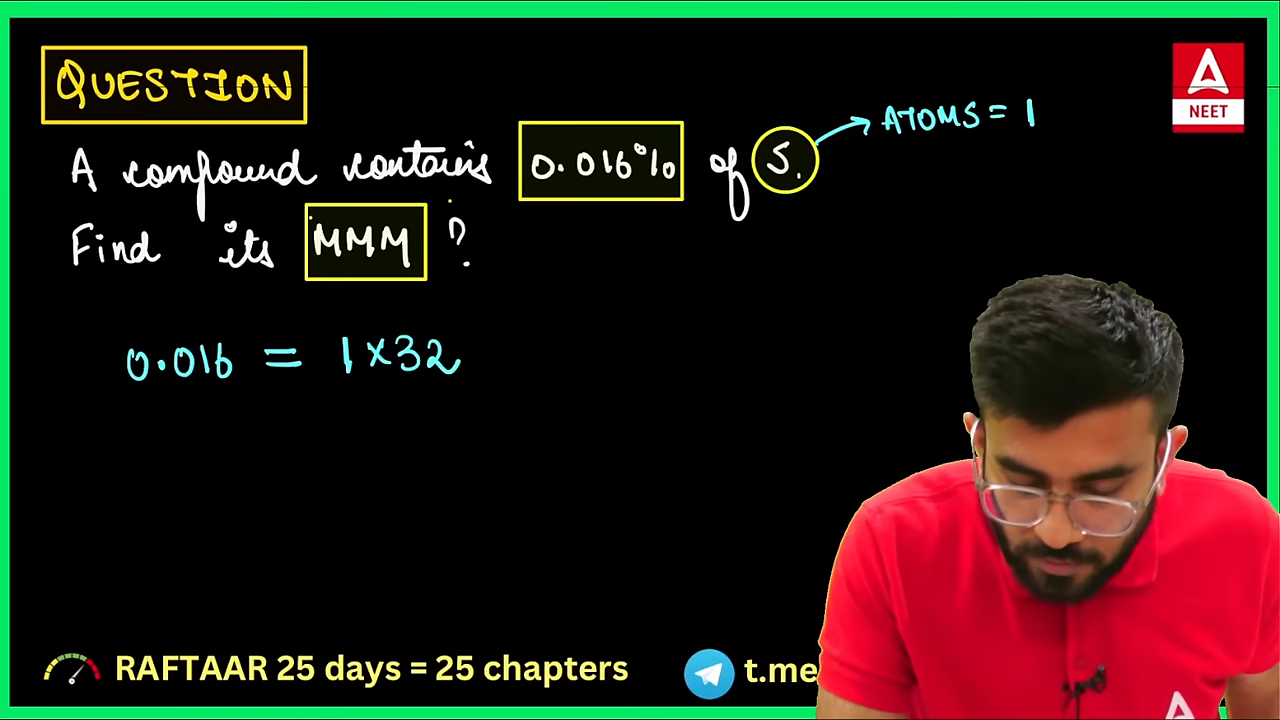 QUESTION
NEET
ATOMS = 1
A compound contains 0.016% of S.
Find its MMM ?
0.016 = 1×32
RAFTAAR 25 days = 25 chapters
t.me